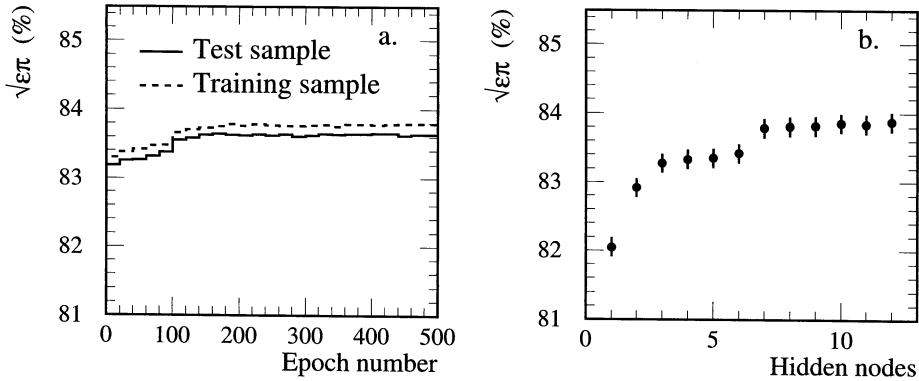 √επ (%)
85
84
83
82
81
a.
Test sample
Training sample
0 100 200 300 400 500
Epoch number
√επ (%)
85
84
83
82
81
b.
0 5 10
Hidden nodes